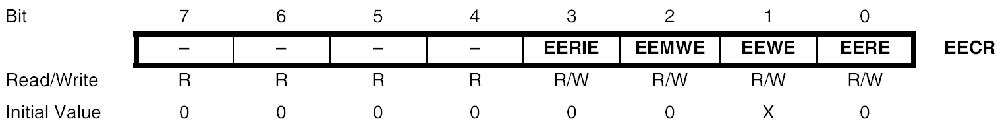 Bit 7 6 5 4 3 2 1 0
– – – – EERIE EEMWE EEWE EERE EECR
Read/Write R R R R R/W R/W R/W R/W
Initial Value 0 0 0 0 0 0 X 0